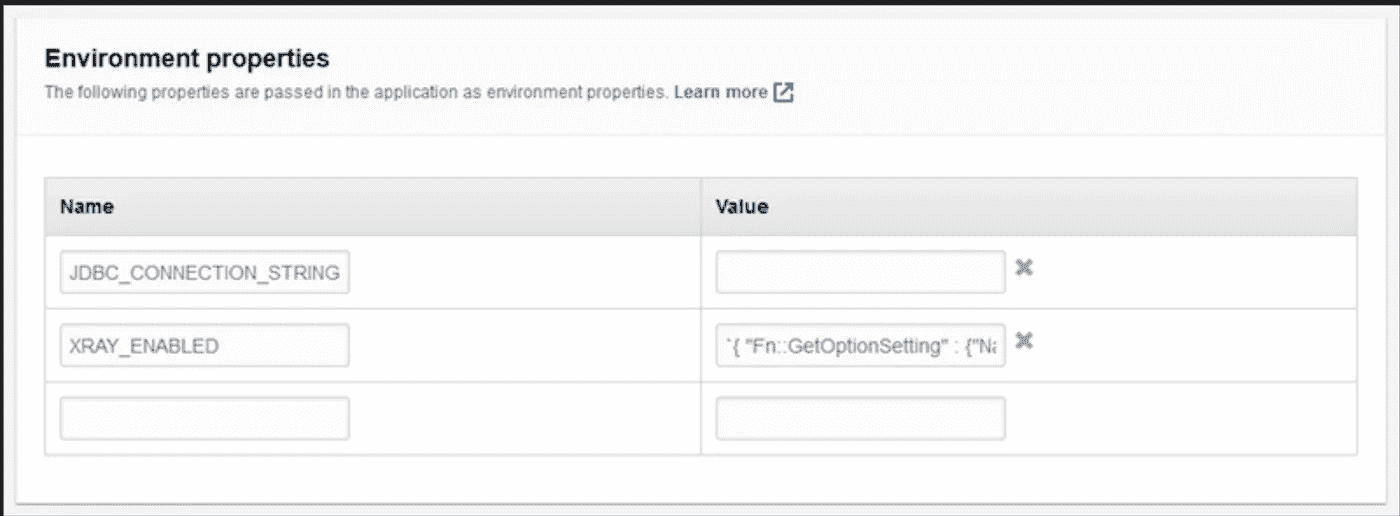 Environment properties
The following properties are passed in the application as environment properties. Learn more
Name Value
JDBC_CONNECTION_STRING
XRAY_ENABLED `{ "Fn::GetOptionSetting" : {"Na